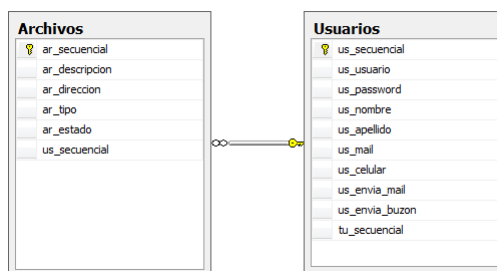 Archivos
ar_secuencial
ar_descripcion
ar_direccion
ar_tipo
ar_estado
us_secuencial
Usuarios
us_secuencial
us_usuario
us_password
us_nombre
us_apellido
us_mail
us_celular
us_envia_mail
us_envia_buzon
tu_secuencial